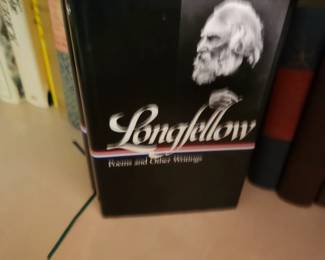 Longfellow
Poems and Other Writings